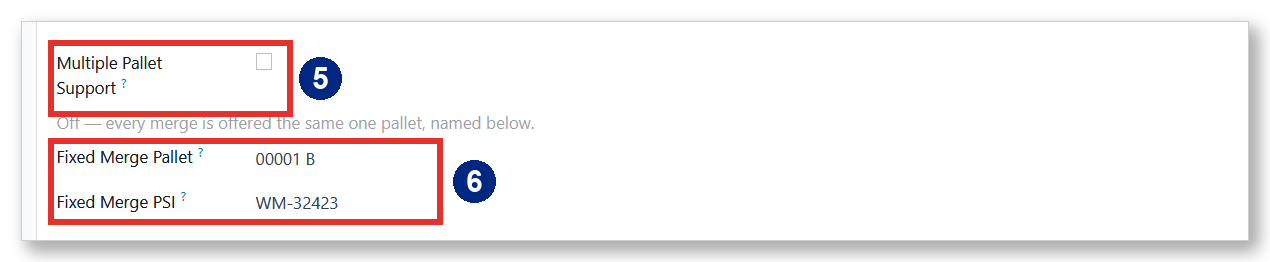 Multiple Pallet
Support ?
5
Off — every merge is offered the same one pallet, named below.
Fixed Merge Pallet ? 00001 B
6
Fixed Merge PSI ? WM-32423